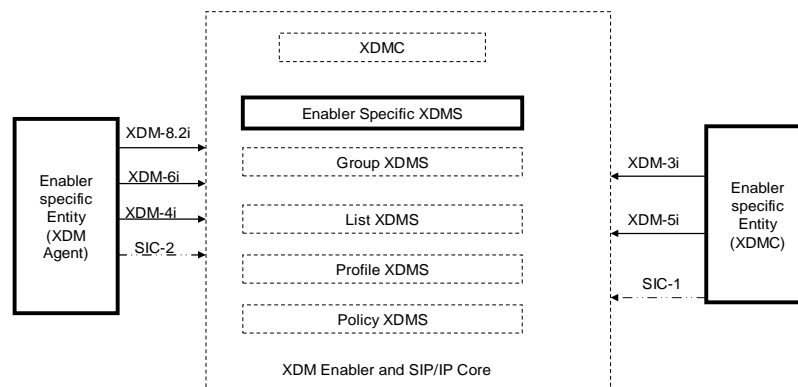 XDMC
Enabler Specific XDMS
Group XDMS
List XDMS
Profile XDMS
Policy XDMS
XDM Enabler and SIP/IP Core
Enabler
specific
Entity
(XDM
Agent)
XDM-8.2i
XDM-6i
XDM-4i
SIC-2
XDM-3i
XDM-5i
SIC-1
Enabler
specific
Entity
(XDMC)